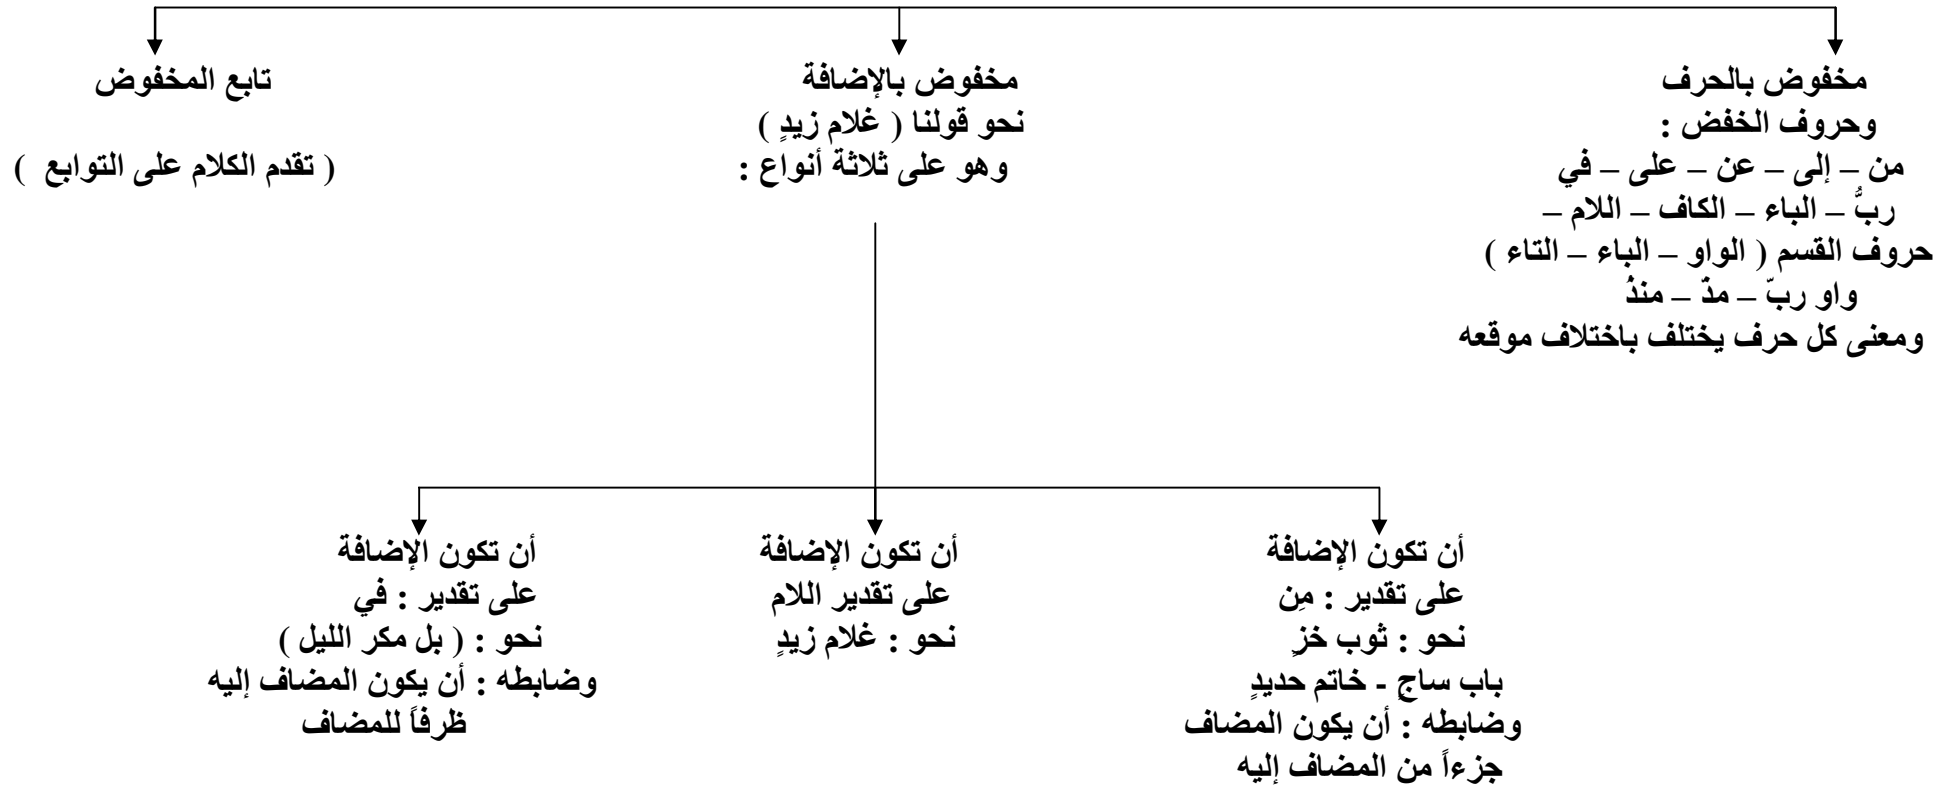 مخفوض بالحرف
وحروف الخفض :
من – إلى – عن – على – في
ربُّ – الباء – الكاف – اللام –
حروف القسم ( الواو – الباء – التاء )
واو ربّ – مذْ – منذُ
ومعنى كل حرف يختلف باختلاف موقعه
مخفوض بالإضافة
نحو قولنا ( غلام زيدٍ )
وهو على ثلاثة أنواع :
تابع المخفوض
( تقدم الكلام على التوابع )
أن تكون الإضافة
على تقدير : مِن
نحو : ثوب خزٍ
باب ساجٍ - خاتم حديدٍ
وضابطه : أن يكون المضاف
جزءاً من المضاف إليه
أن تكون الإضافة
على تقدير اللام
نحو : غلام زيدٍ
أن تكون الإضافة
على تقدير : في
نحو : ( بل مكر الليل )
وضابطه : أن يكون المضاف إليه
ظرفاً للمضاف